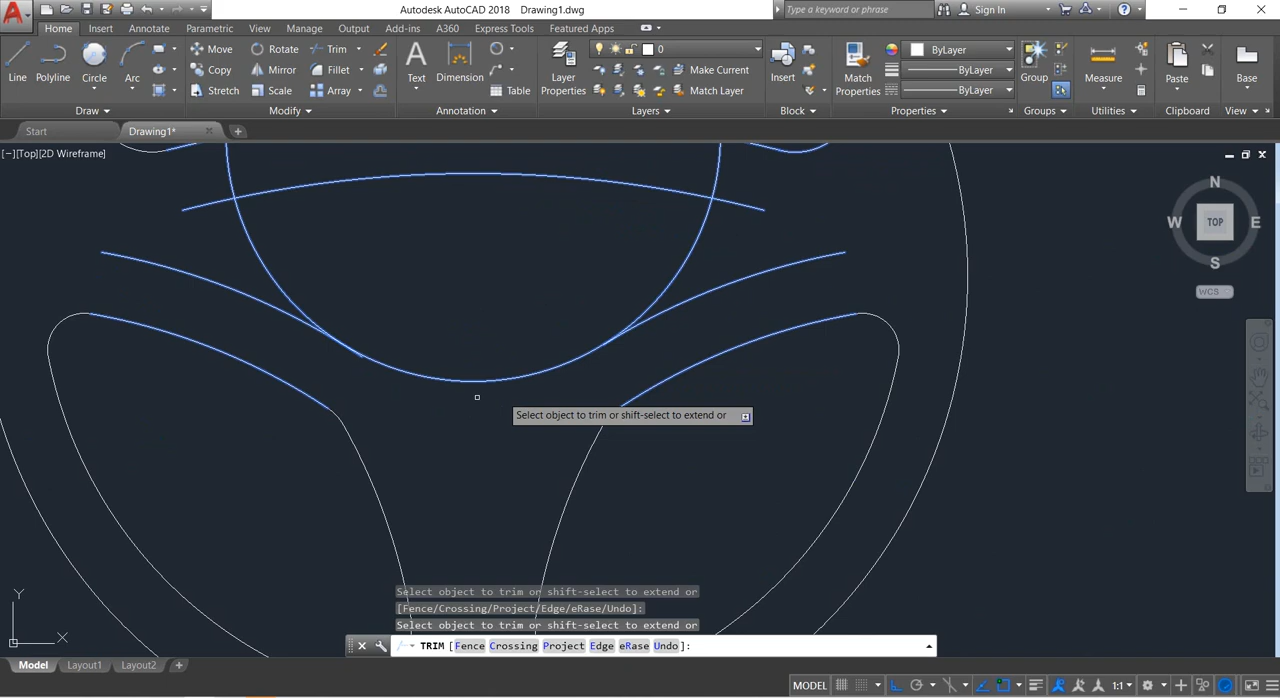 Autodesk AutoCAD 2018 Drawing1.dwg
Type a keyword or phrase
Sign In
Home Insert Annotate Parametric View Manage Output Add-ins A360 Express Tools Featured Apps
Line
Polyline
Circle
Arc
Move
Rotate
Trim
Copy
Mirror
Fillet
Stretch
Scale
Array
Text
Dimension
Table
Layer
Properties
0
Make Current
Match Layer
Insert
Match
Properties
ByLayer
ByLayer
ByLayer
Group
Measure
Paste
Base
Draw
Modify
Annotation
Layers
Block
Properties
Groups
Utilities
Clipboard
View
Start
Drawing1*
[−][Top][2D Wireframe]
N
W TOP E
S
WCS
Select object to trim or shift-select to extend or
Select object to trim or shift-select to extend or
[Fence/Crossing/Project/Edge/eRase/Undo]:
Select object to trim or shift-select to extend or
TRIM [Fence Crossing Project Edge eRase Undo]:
Y
X
Model Layout1 Layout2 +
MODEL
1:1